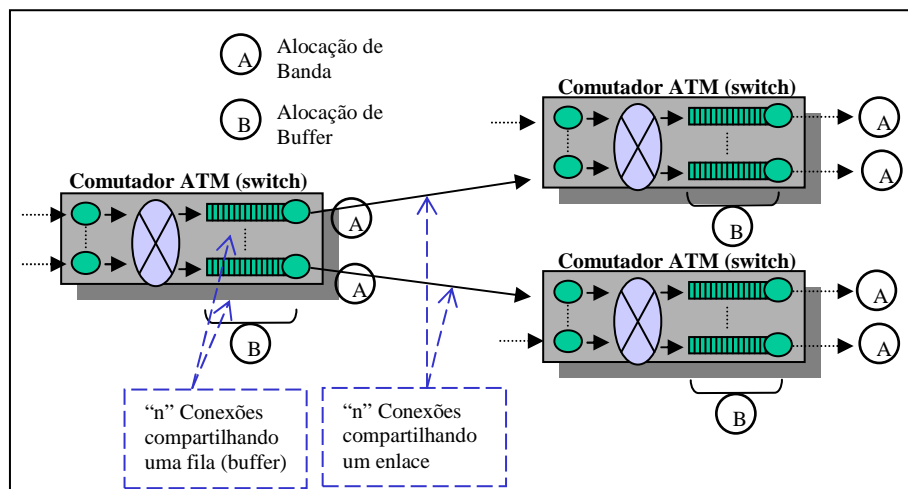 A
Alocação de
Banda
B
Alocação de
Buffer
Comutador ATM (switch)
A
A
B
Comutador ATM (switch)
A
A
B
Comutador ATM (switch)
A
A
B
“n” Conexões
compartilhando
uma fila (buffer)
“n” Conexões
compartilhando
um enlace